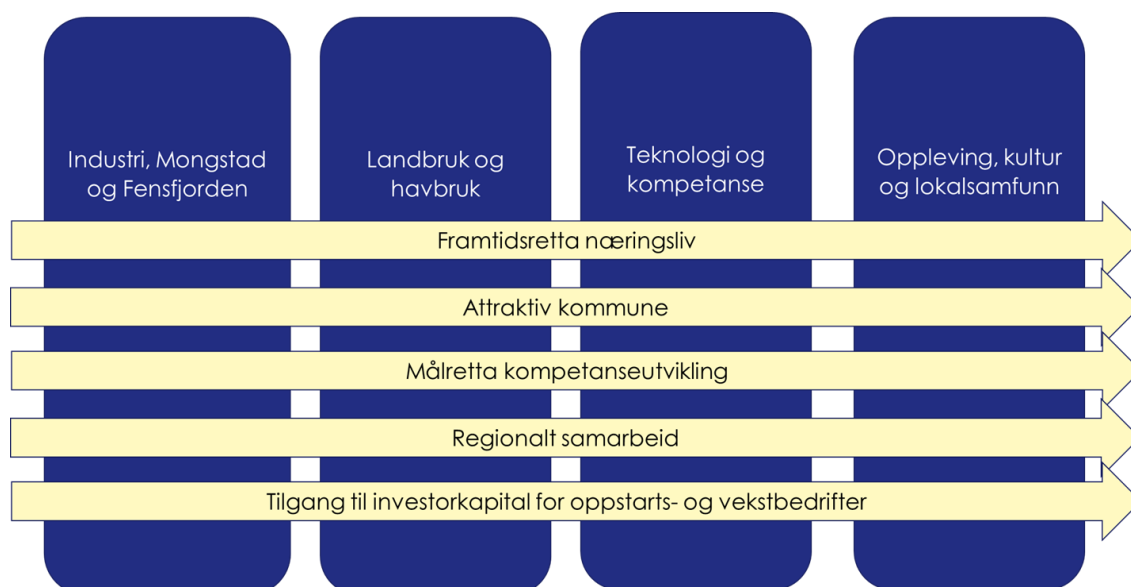 Industri, Mongstad
og Fensfjorden
Landbruk og
havbruk
Teknologi og
kompetanse
Oppleving, kultur
og lokalsamfunn
Framtidsretta næringsliv
Attraktiv kommune
Målretta kompetanseutvikling
Regionalt samarbeid
Tilgang til investorkapital for oppstarts- og vekstbedrifter